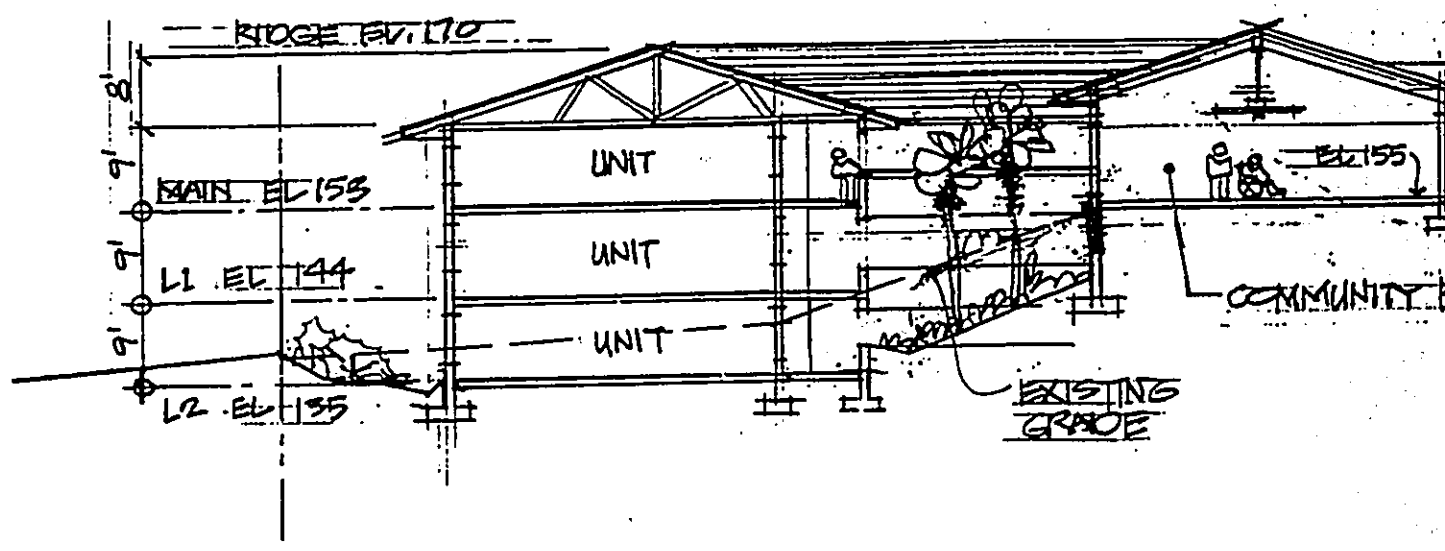 RIDGE EL. 170
8'
9'
UNIT
MAIN EL 153
EL 155
9'
UNIT
L1 EL 144
COMMUNITY
9'
UNIT
L2 EL 135
EXISTING
GRADE